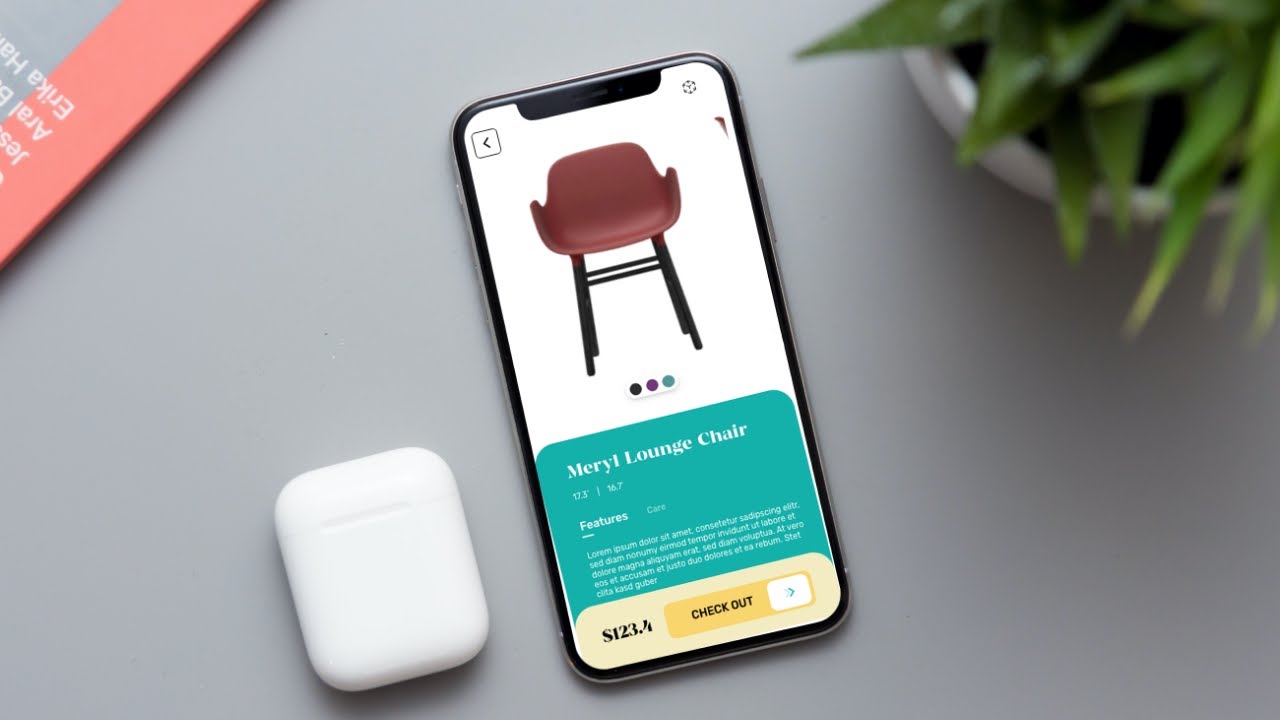 Erika Ha
Aral B
Jes
Meryl Lounge Chair
17.3' | 16.7'
Features Care
Lorem ipsum dolor sit amet, consetetur sadipscing elitr,
sed diam nonumy eirmod tempor invidunt ut labore et
dolore magna aliquyam erat, sed diam voluptua. At vero
eos et accusam et justo duo dolores et ea rebum. Stet
clita kasd guber
$123.4 CHECK OUT